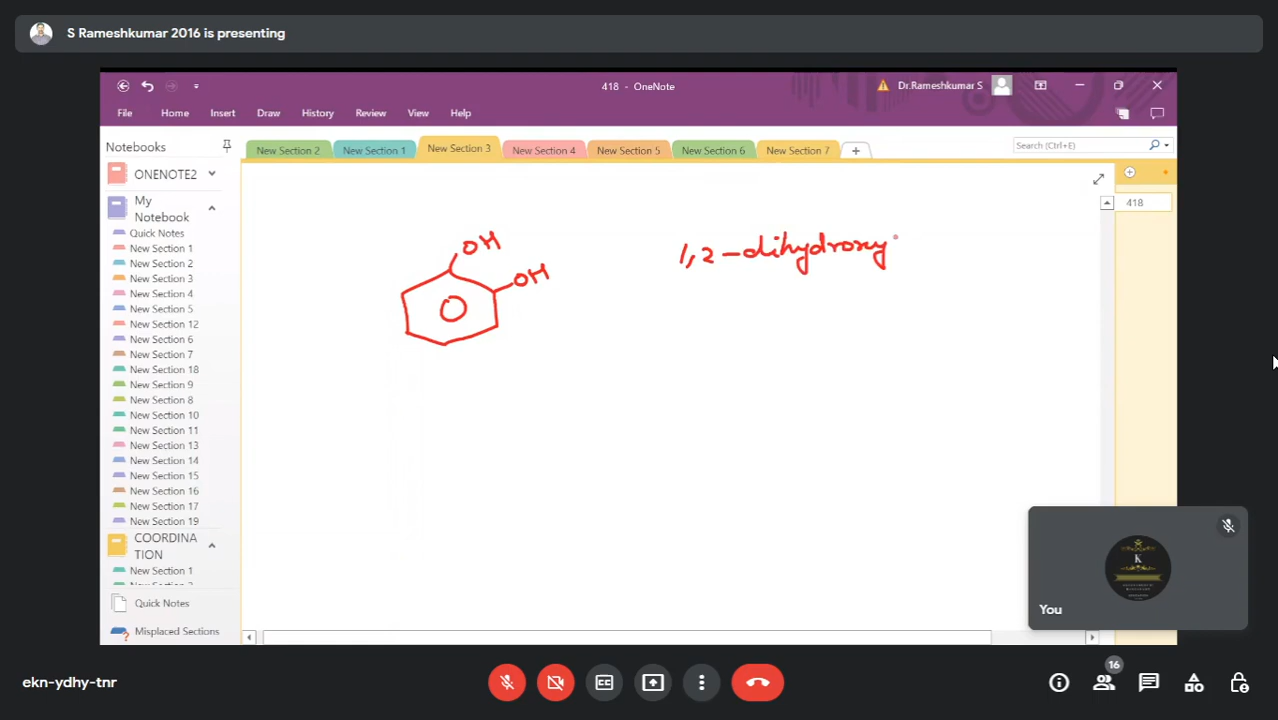 S Rameshkumar 2016 is presenting
418 - OneNote
Dr.Rameshkumar S
File Home Insert Draw History Review View Help
Notebooks
New Section 2 New Section 1 New Section 3 New Section 4 New Section 5 New Section 6 New Section 7
Search (Ctrl+E)
ONENOTE2
My
Notebook
Quick Notes
New Section 1
New Section 2
New Section 3
New Section 4
New Section 5
New Section 12
New Section 6
New Section 7
New Section 18
New Section 9
New Section 8
New Section 10
New Section 11
New Section 13
New Section 14
New Section 15
New Section 16
New Section 17
New Section 19
COORDINA
TION
New Section 1
Quick Notes
Misplaced Sections
418
OH
OH
1,2-dihydroxy
K
You
ekn-ydhy-tnr
CC
16